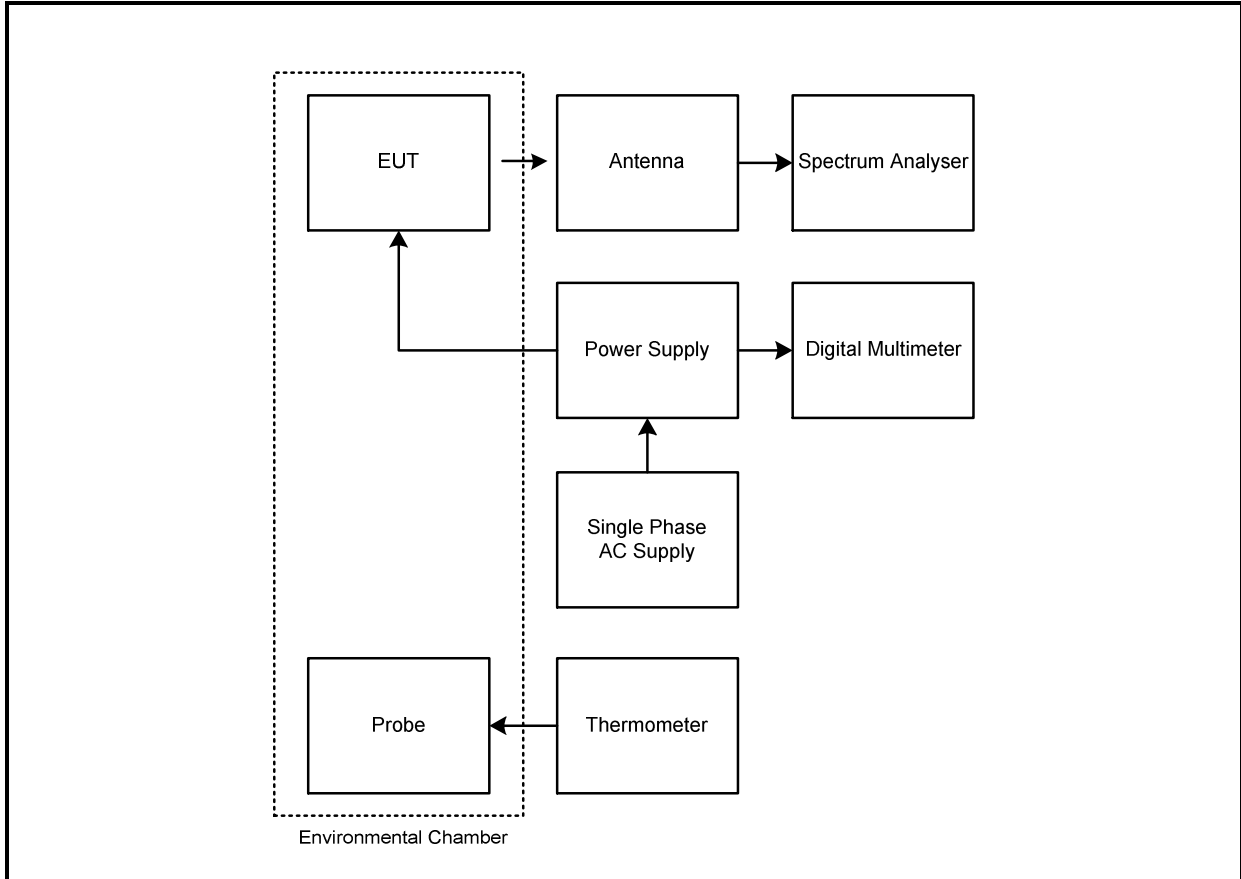 EUT
Antenna
Spectrum Analyser
Power Supply
Digital Multimeter
Single Phase
AC Supply
Probe
Thermometer
Environmental Chamber